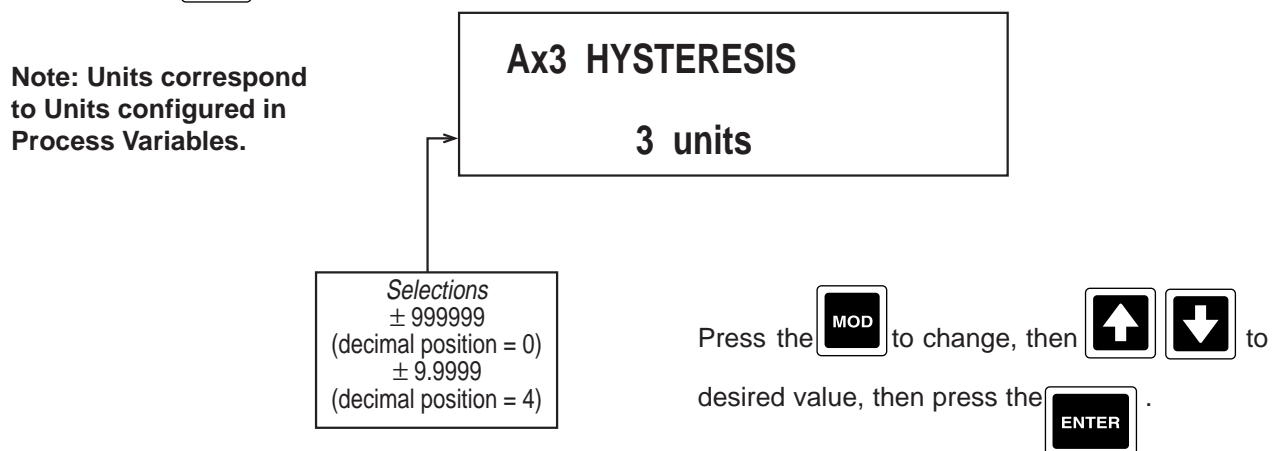 Note: Units correspond
to Units configured in
Process Variables.
Ax3 HYSTERESIS
3 units
Selections
± 999999
(decimal position = 0)
± 9.9999
(decimal position = 4)
Press the MOD to change, then to
desired value, then press the ENTER .